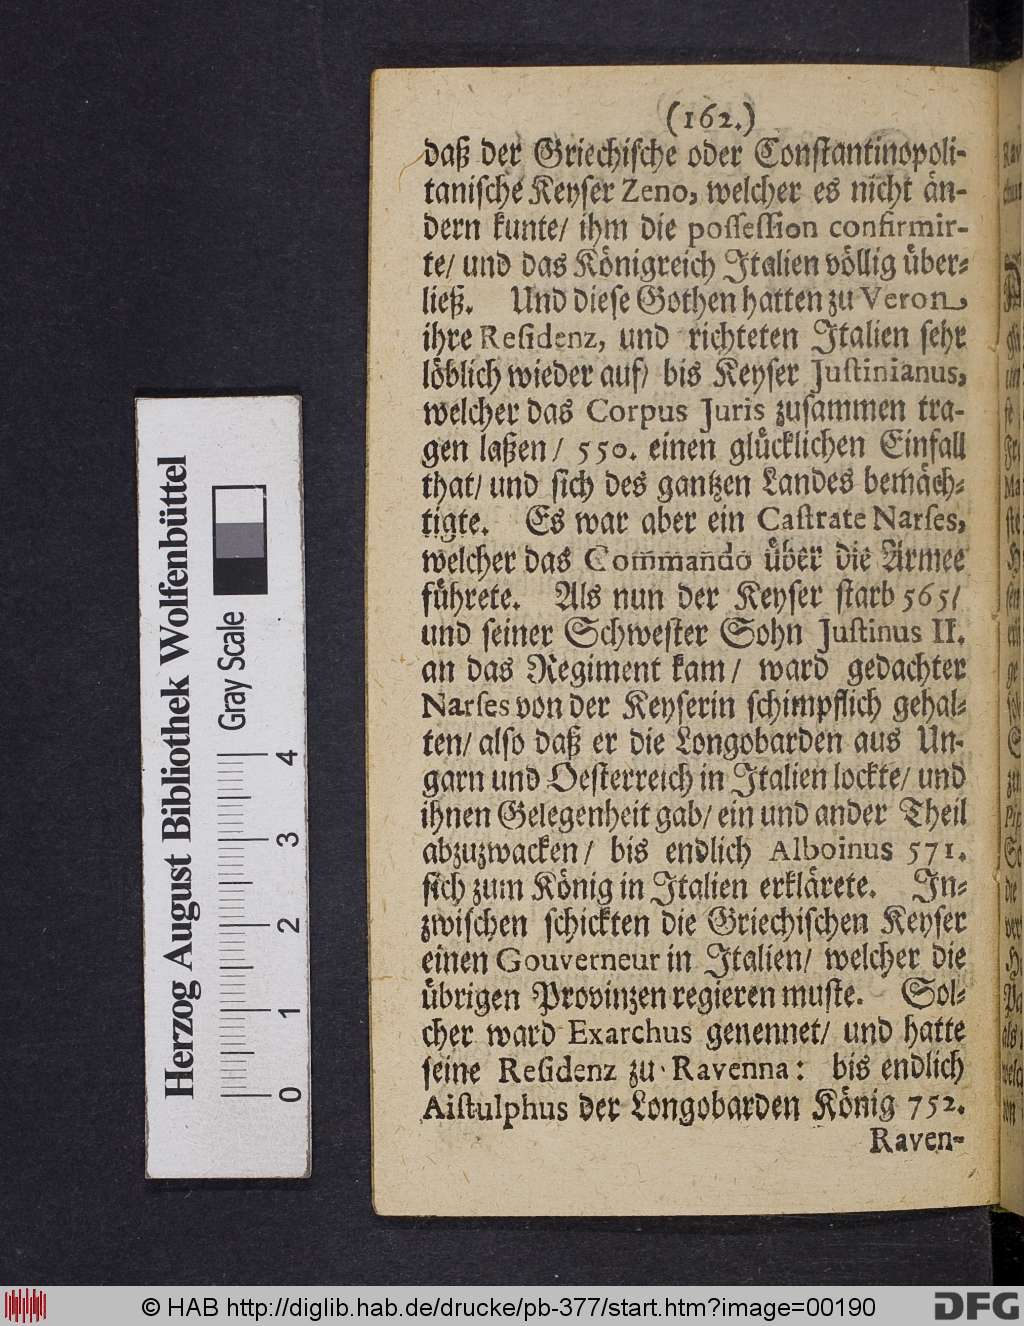 (162.)
daß der Griechische oder Constantinopoli-
tanische Keyser Zeno, welcher es nicht än-
dern kunte/ ihm die possession confirmir-
te/ und das Königreich Italien völlig über-
ließ. Und diese Gothen hatten zu Veron,
ihre Residenz, und richteten Italien sehr
löblich wieder auf/ bis Keyser Justinianus,
welcher das Corpus Juris zusammen tra-
gen laßen/ 550. einen glücklichen Einfall
that/ und sich des gantzen Landes bemäch-
tigte. Es war aber ein Castrate Narses,
welcher das Com̃mañdo über die Armee
führete. Als nun der Keyser starb 565/
und seiner Schwester Sohn Justinus II.
an das Regiment kam/ ward gedachter
Narses von der Keyserin schimpflich gehal-
ten/ also daß er die Longobarden aus Un-
garn und Oesterreich in Italien lockte/ und
ihnen Gelegenheit gab/ ein und ander Theil
abzuzwacken/ bis endlich Alboinus 571.
sich zum König in Italien erklärete. In-
zwischen schickten die Griechischen Keyser
einen Gouverneur in Italien/ welcher die
übrigen Provinzen regieren muste. Sol-
cher ward Exarchus genennet/ und hatte
seine Residenz zu Ravenna: bis endlich
Aistulphus der Longobarden König 752.
Raven-
Herzog August Bibliothek Wolfenbüttel
Gray Scale
0 1 2 3 4
© HAB http://diglib.hab.de/drucke/pb-377/start.htm?image=00190
DFG